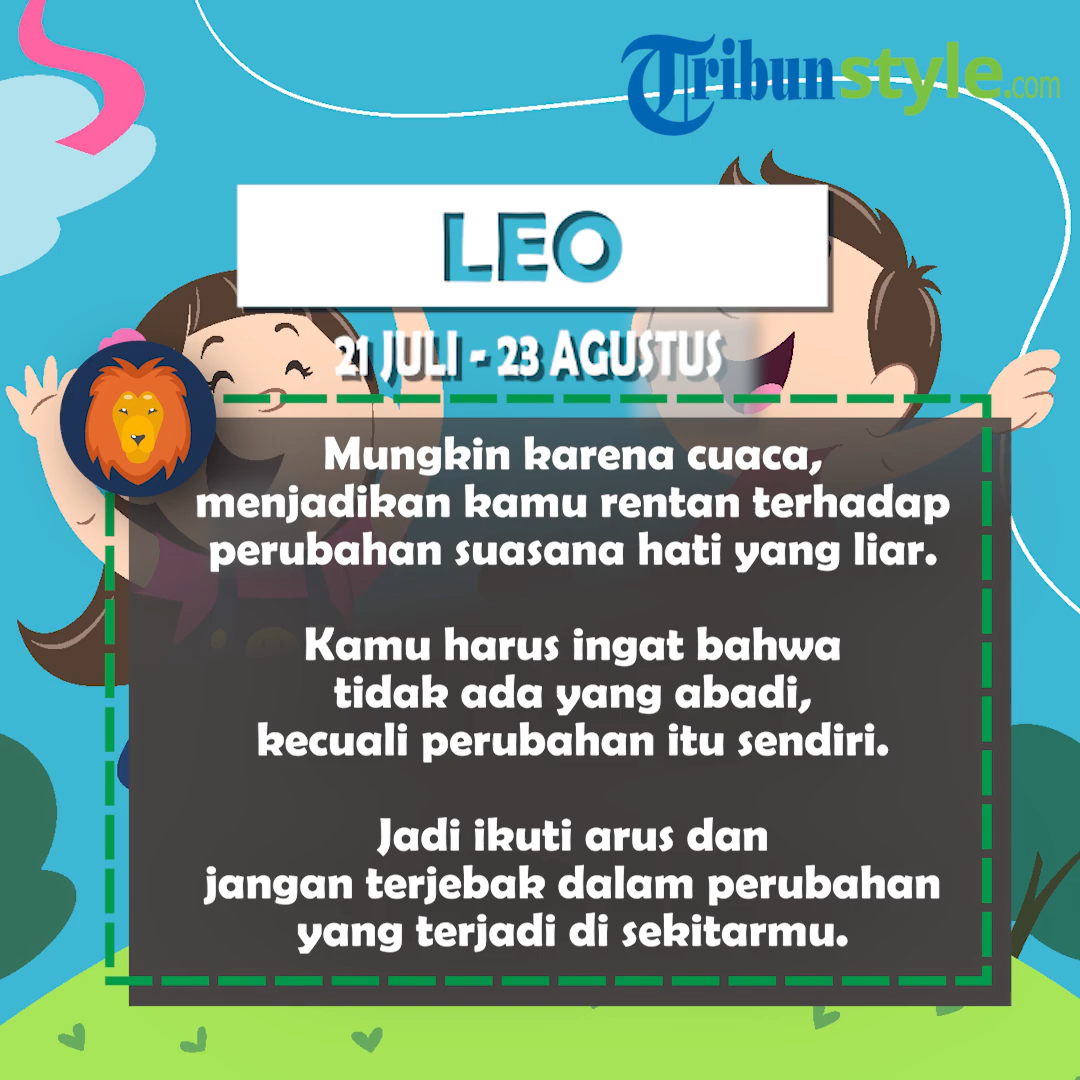 Tribunstyle.com
LEO
21 JULI - 23 AGUSTUS
Mungkin karena cuaca,
menjadikan kamu rentan terhadap
perubahan suasana hati yang liar.
Kamu harus ingat bahwa
tidak ada yang abadi,
kecuali perubahan itu sendiri.
Jadi ikuti arus dan
jangan terjebak dalam perubahan
yang terjadi di sekitarmu.